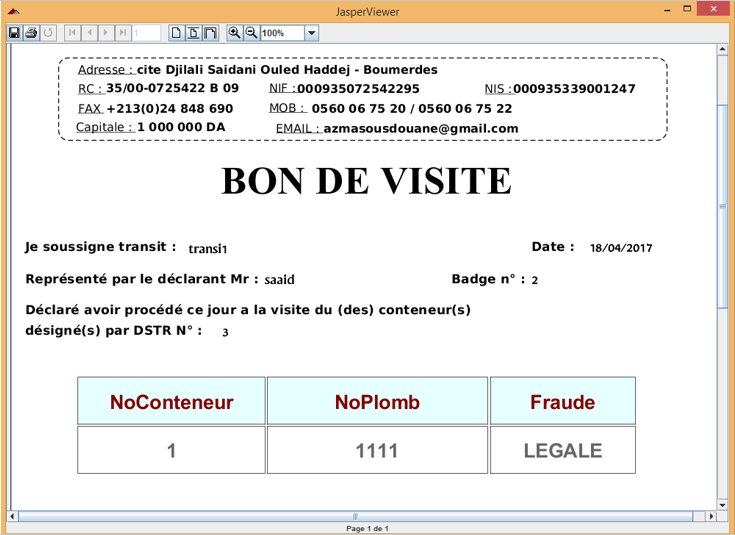 JasperViewer
1
100%
Adresse : cite Djilali Saidani Ouled Haddej - Boumerdes
RC : 35/00-0725422 B 09 NIF :000935072542295 NIS :000935339001247
FAX +213(0)24 848 690 MOB : 0560 06 75 20 / 0560 06 75 22
Capitale : 1 000 000 DA EMAIL : azmasousdouane@gmail.com
BON DE VISITE
Je soussigne transit : transi1 Date : 18/04/2017
Représenté par le déclarant Mr : saaid Badge n° : 2
Déclaré avoir procédé ce jour a la visite du (des) conteneur(s)
désigné(s) par DSTR N° : 3
NoConteneur NoPlomb Fraude
1 1111 LEGALE
Page 1 de 1